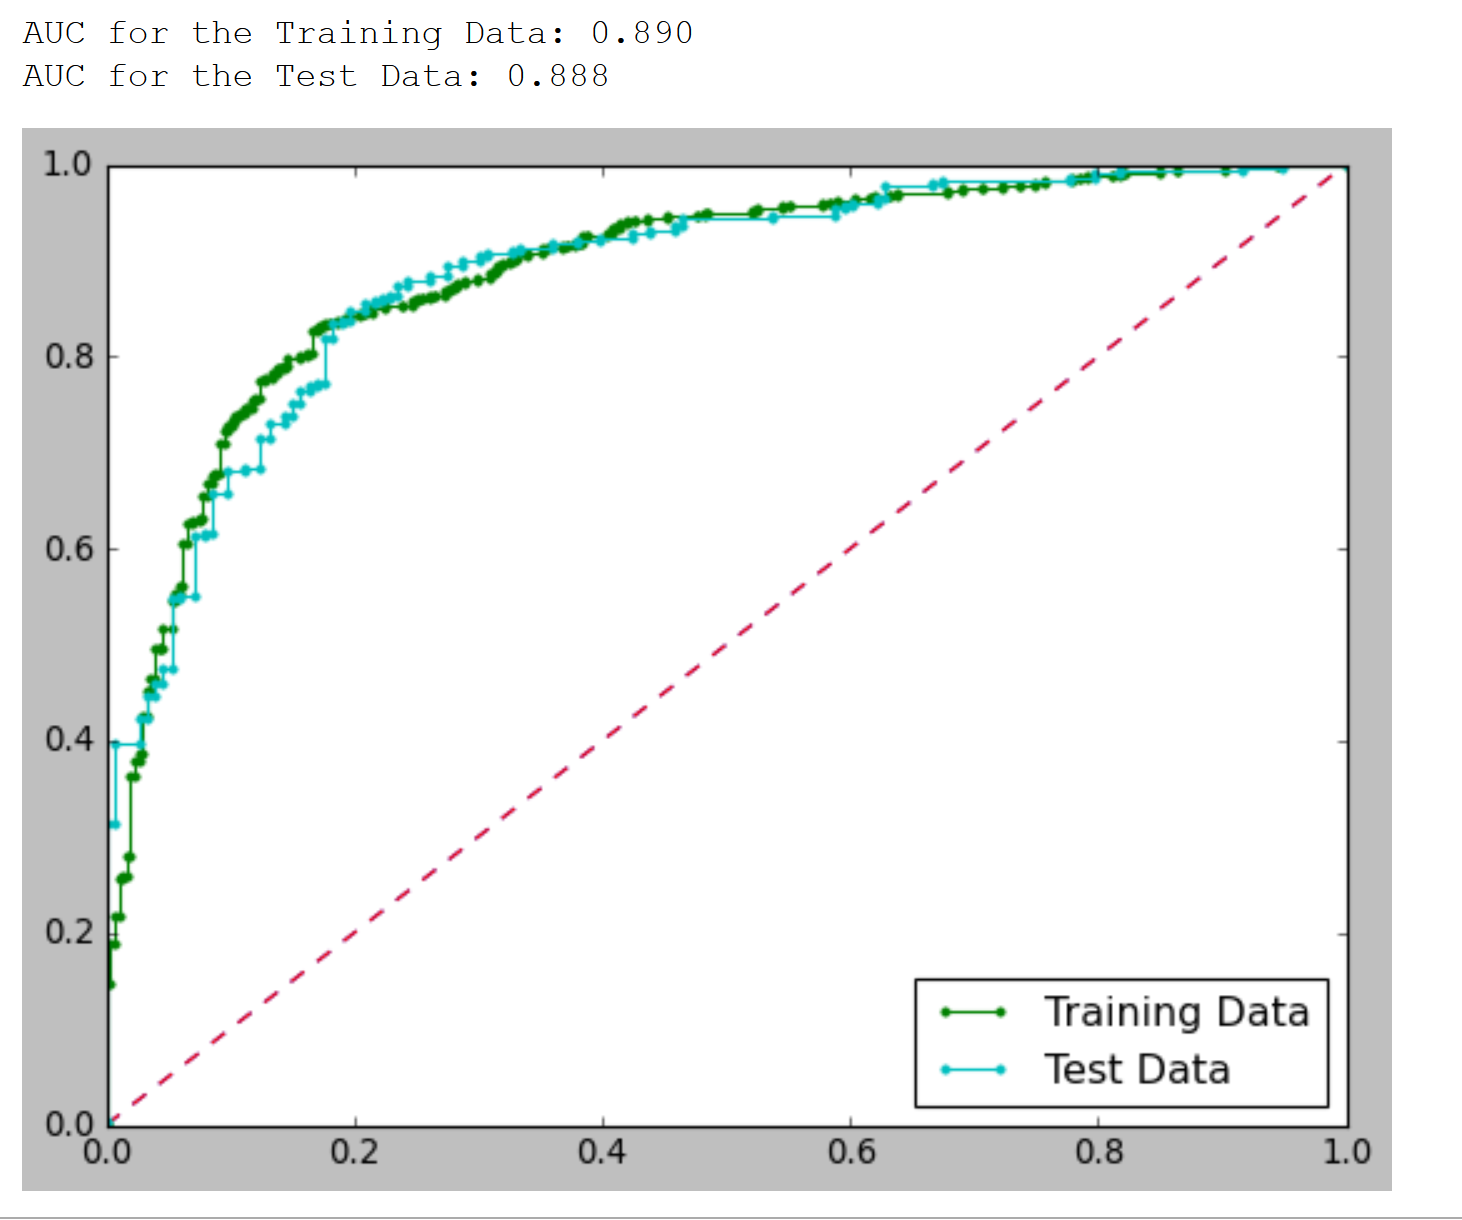 AUC for the Training Data: 0.890
AUC for the Test Data: 0.888
1.0
0.8
0.6
0.4
0.2
0.0
0.0 0.2 0.4 0.6 0.8 1.0
Training Data
Test Data